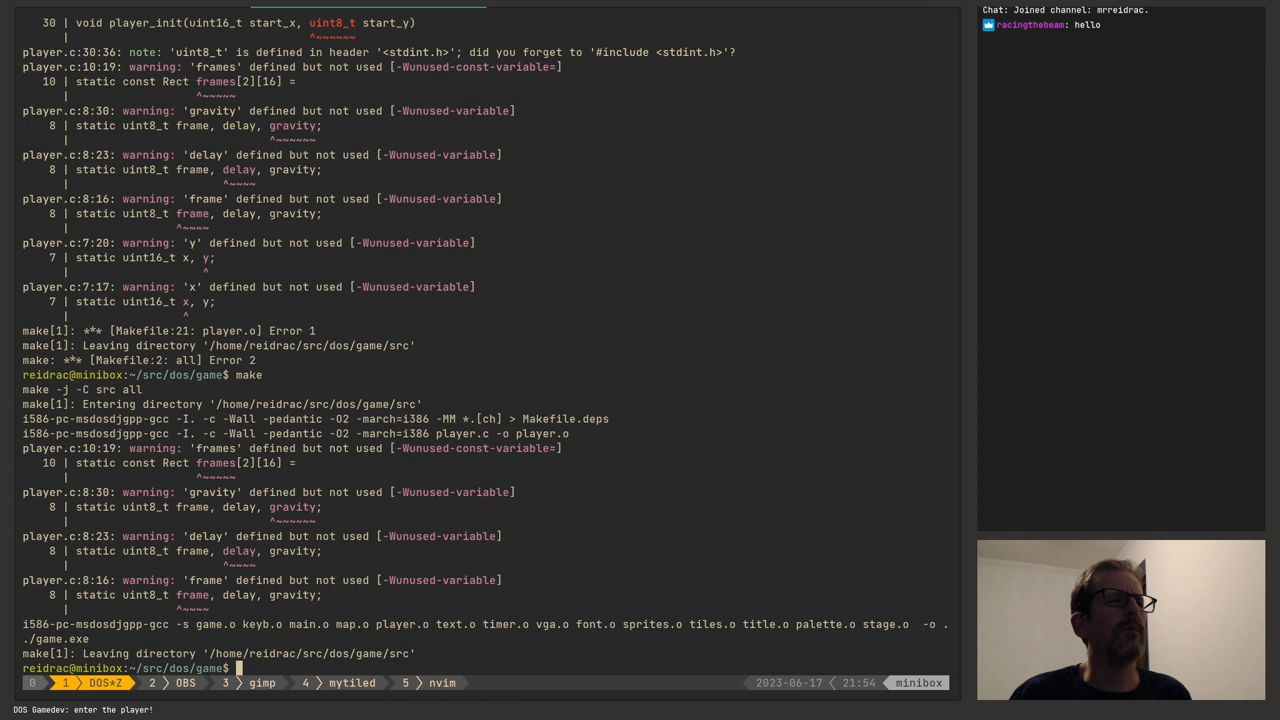 30 | void player_init(uint16_t start_x, uint8_t start_y)
| ^~~~~~~
player.c:30:36: note: 'uint8_t' is defined in header '<stdint.h>'; did you forget to '#include <stdint.h>'?
player.c:10:19: warning: 'frames' defined but not used [-Wunused-const-variable=]
10 | static const Rect frames[2][16] =
| ^~~~~~
player.c:8:30: warning: 'gravity' defined but not used [-Wunused-variable]
8 | static uint8_t frame, delay, gravity;
| ^~~~~~~
player.c:8:23: warning: 'delay' defined but not used [-Wunused-variable]
8 | static uint8_t frame, delay, gravity;
| ^~~~~
player.c:8:16: warning: 'frame' defined but not used [-Wunused-variable]
8 | static uint8_t frame, delay, gravity;
| ^~~~~
player.c:7:20: warning: 'y' defined but not used [-Wunused-variable]
7 | static uint16_t x, y;
| ^
player.c:7:17: warning: 'x' defined but not used [-Wunused-variable]
7 | static uint16_t x, y;
| ^
make[1]: *** [Makefile:21: player.o] Error 1
make[1]: Leaving directory '/home/reidrac/src/dos/game/src'
make: *** [Makefile:2: all] Error 2
reidrac@minibox:~/src/dos/game$ make
make -j -C src all
make[1]: Entering directory '/home/reidrac/src/dos/game/src'
i586-pc-msdosdjgpp-gcc -I. -c -Wall -pedantic -O2 -march=i386 -MM *.[ch] > Makefile.deps
i586-pc-msdosdjgpp-gcc -I. -c -Wall -pedantic -O2 -march=i386 player.c -o player.o
player.c:10:19: warning: 'frames' defined but not used [-Wunused-const-variable=]
10 | static const Rect frames[2][16] =
| ^~~~~~
player.c:8:30: warning: 'gravity' defined but not used [-Wunused-variable]
8 | static uint8_t frame, delay, gravity;
| ^~~~~~~
player.c:8:23: warning: 'delay' defined but not used [-Wunused-variable]
8 | static uint8_t frame, delay, gravity;
| ^~~~~
player.c:8:16: warning: 'frame' defined but not used [-Wunused-variable]
8 | static uint8_t frame, delay, gravity;
| ^~~~~
i586-pc-msdosdjgpp-gcc -s game.o keyb.o main.o map.o player.o text.o timer.o vga.o font.o sprites.o tiles.o title.o palette.o stage.o -o .
./game.exe
make[1]: Leaving directory '/home/reidrac/src/dos/game/src'
reidrac@minibox:~/src/dos/game$
0 1 DOS*Z 2 OBS 3 gimp 4 mytiled 5 nvim 2023-06-17 21:54 minibox
DOS Gamedev: enter the player!
Chat: Joined channel: mrreidrac.
racingthebeam: hello